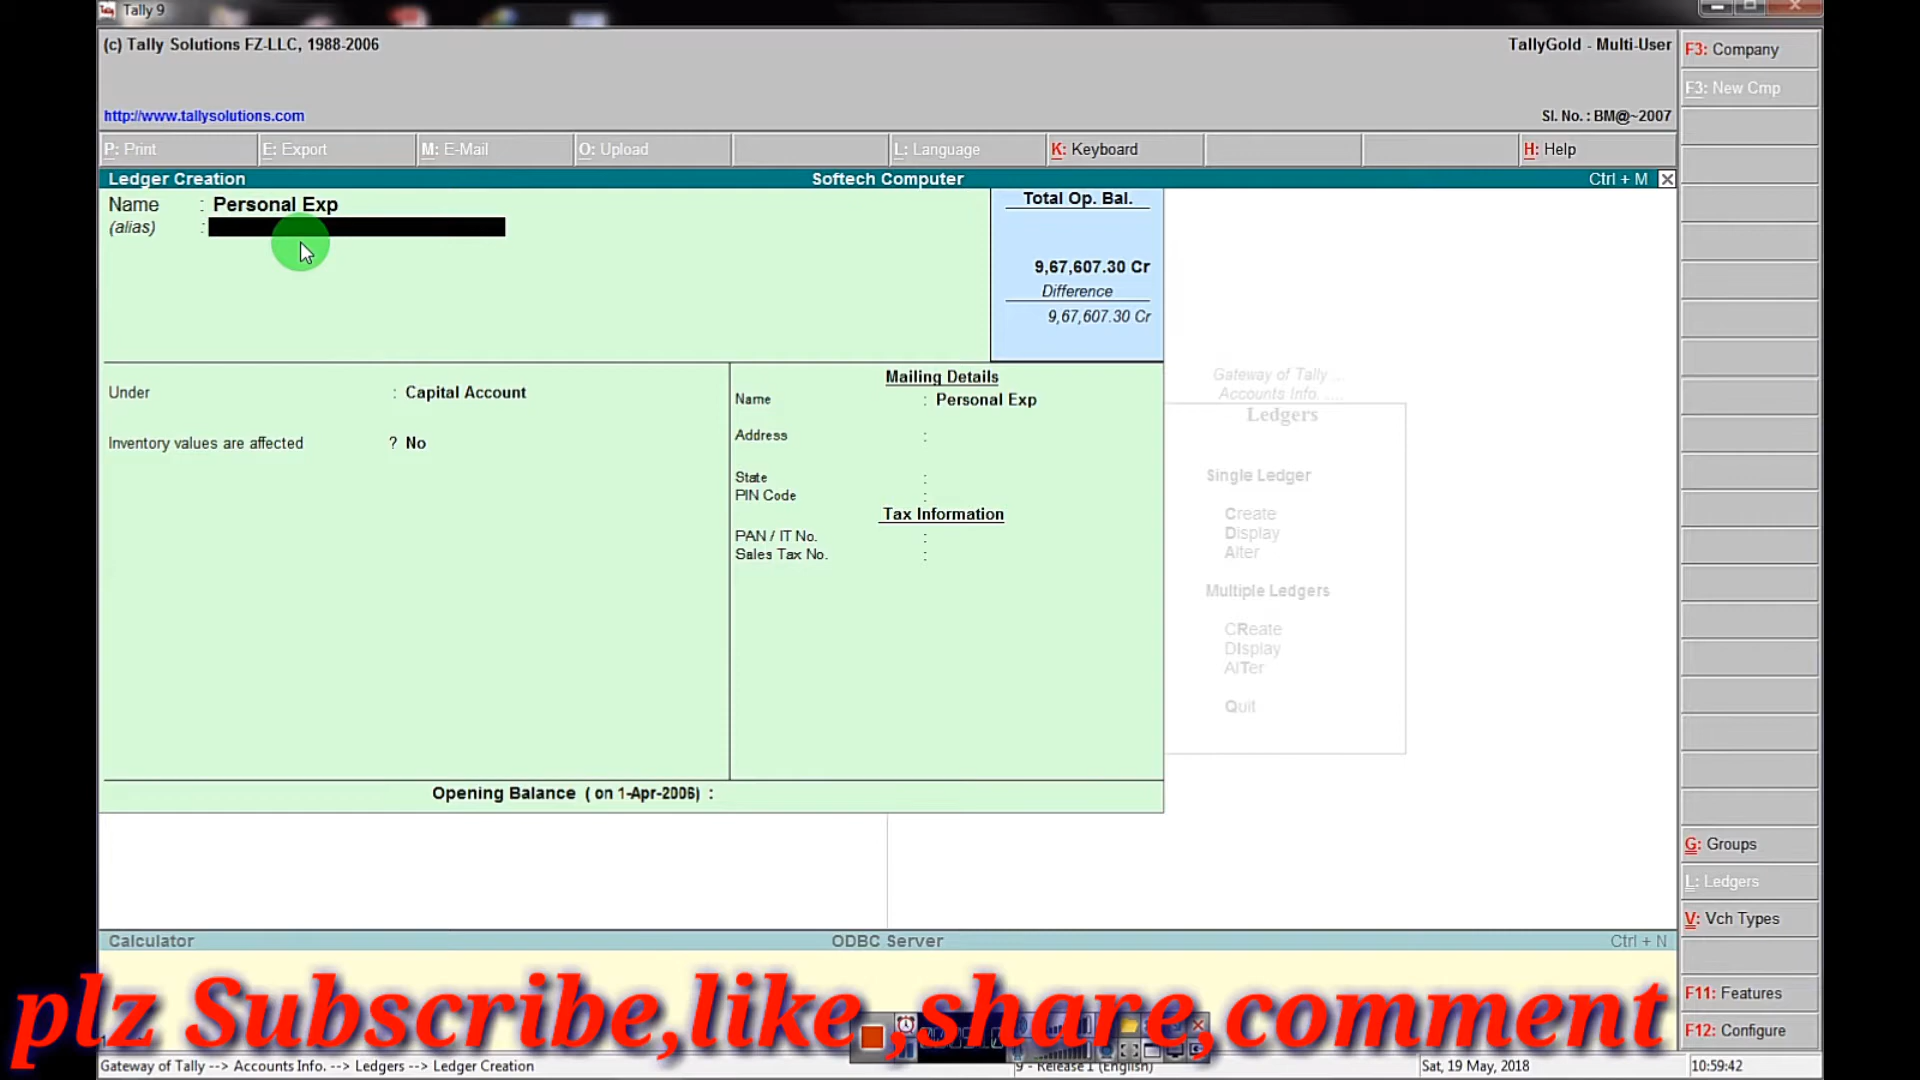 Tally 9
(c) Tally Solutions FZ-LLC, 1988-2006
TallyGold - Multi-User
http://www.tallysolutions.com
Sl. No. : BM@~2007
P: Print
E: Export
M: E-Mail
O: Upload
L: Language
K: Keyboard
H: Help
Ledger Creation
Softech Computer
Ctrl + M
Name : Personal Exp
(alias) :
Total Op. Bal.
9,67,607.30 Cr
Difference
9,67,607.30 Cr
Under : Capital Account
Inventory values are affected ? No
Mailing Details
Name : Personal Exp
Address :
State :
PIN Code :
Tax Information
PAN / IT No. :
Sales Tax No. :
Opening Balance ( on 1-Apr-2006) :
Gateway of Tally ...
Accounts Info. .....
Ledgers
Single Ledger
Create
Display
Alter
Multiple Ledgers
CReate
DIsplay
AlTer
Quit
F3: Company
F3: New Cmp
G: Groups
L: Ledgers
V: Vch Types
F11: Features
F12: Configure
Calculator
ODBC Server
Ctrl + N
plz Subscribe,like ,share,comment
Gateway of Tally --> Accounts Info. --> Ledgers --> Ledger Creation
9 - Release 1 (English)
Sat, 19 May, 2018
10:59:42